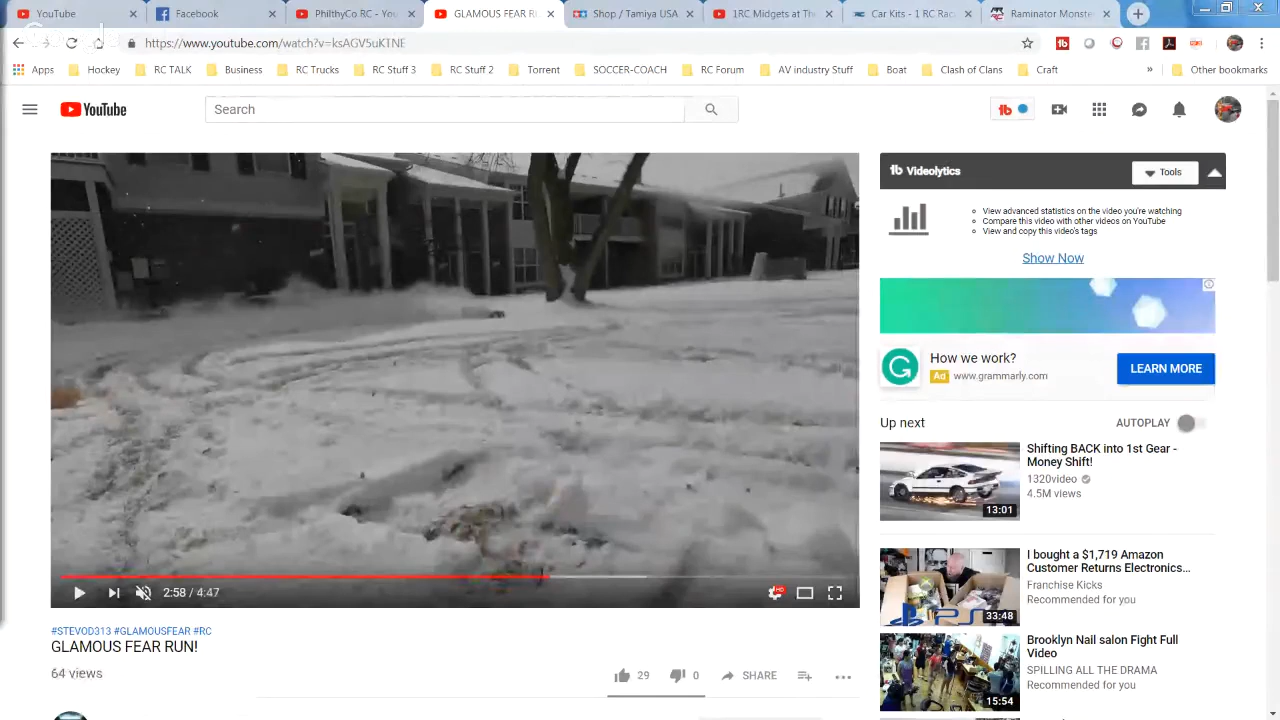 YouTube
Facebook
PhilthyCo RC - You
GLAMOUS FEAR RU
Shop / Tamiya USA
1RC Midgets at Th
Car Kits - 1 RC Rac
Raminator on
https://www.youtube.com/watch?v=
Apps
Hockey
RC TALK
Business
RC Trucks
RC Stuff 3
RC Stuff 2
Torrent
SOCCER-COACH
RC Forum
AV industry Stuff
Boat
Clash of Clans
Craft
»
Other bookmarks
YouTube
Search
tb
tb Videolytics
Tools
View advanced statistics on the video you're watching
Compare this video with other videos on YouTube
View and copy this video's tags
Show Now
How we work?
Ad www.grammarly.com
LEARN MORE
Up next
AUTOPLAY
Shifting BACK into 1st Gear -
Money Shift!
1320video
4.5M views
13:01
I bought a $1,719 Amazon
Customer Returns Electronics...
Franchise Kicks
Recommended for you
33:48
Brooklyn Nail salon Fight Full
Video
SPILLING ALL THE DRAMA
Recommended for you
15:54
2:58 / 4:47
HD
#STEVOD313 #GLAMOUSFEAR #RC
GLAMOUS FEAR RUN!
64 views
29
0
SHARE